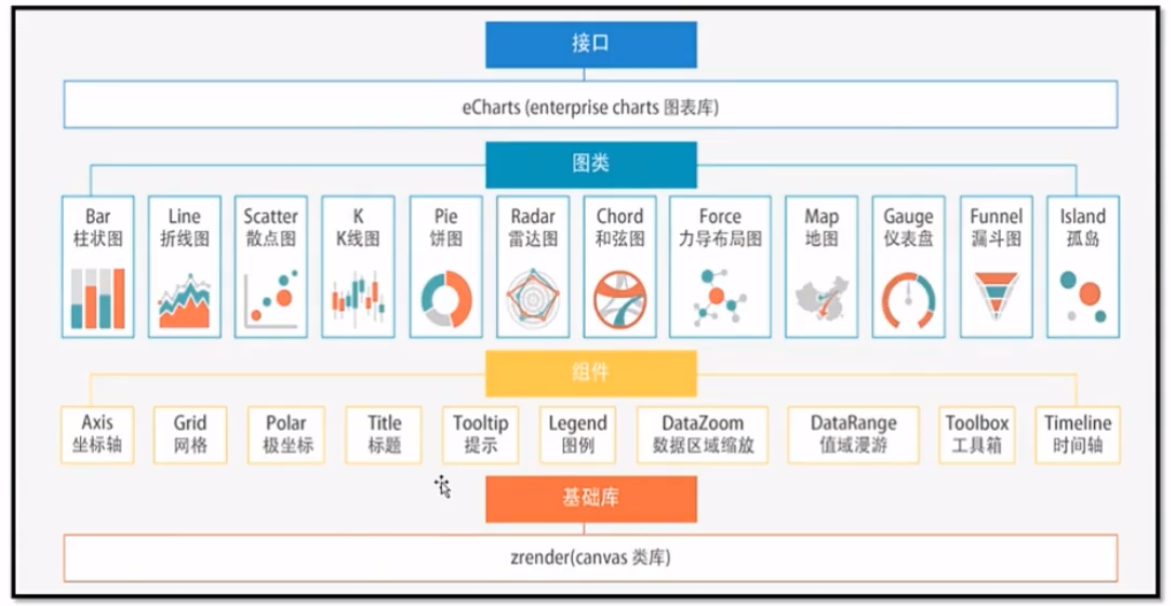 接口
eCharts (enterprise charts 图表库)
图类
Bar
柱状图
Line
折线图
Scatter
散点图
K
K线图
Pie
饼图
Radar
雷达图
Chord
和弦图
Force
力导布局图
Map
地图
Gauge
仪表盘
Funnel
漏斗图
Island
孤岛
组件
Axis
坐标轴
Grid
网格
Polar
极坐标
Title
标题
Tooltip
提示
Legend
图例
DataZoom
数据区域缩放
DataRange
值域漫游
Toolbox
工具箱
Timeline
时间轴
基础库
zrender(canvas 类库)